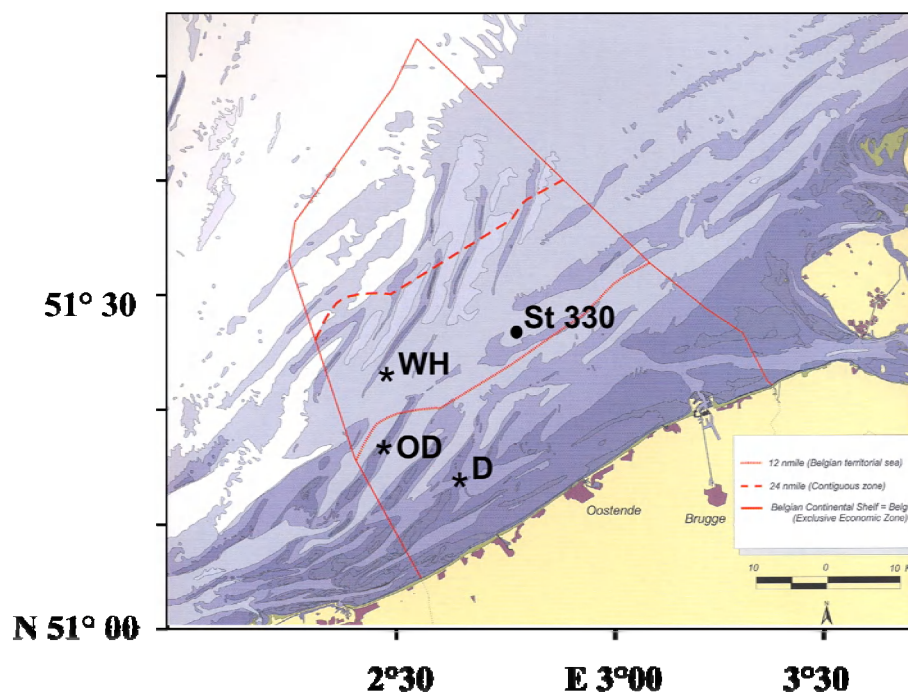 51° 30
St 330
WH
OD
D
Oostende
Brugge
12 nmile (Belgian territorial sea)
24 nmile (Contiguous zone)
Belgian Continental Shelf = Belg
(Exclusive Economic Zone)
10 0 10 K
N 51° 00
2°30 E 3°00 3°30